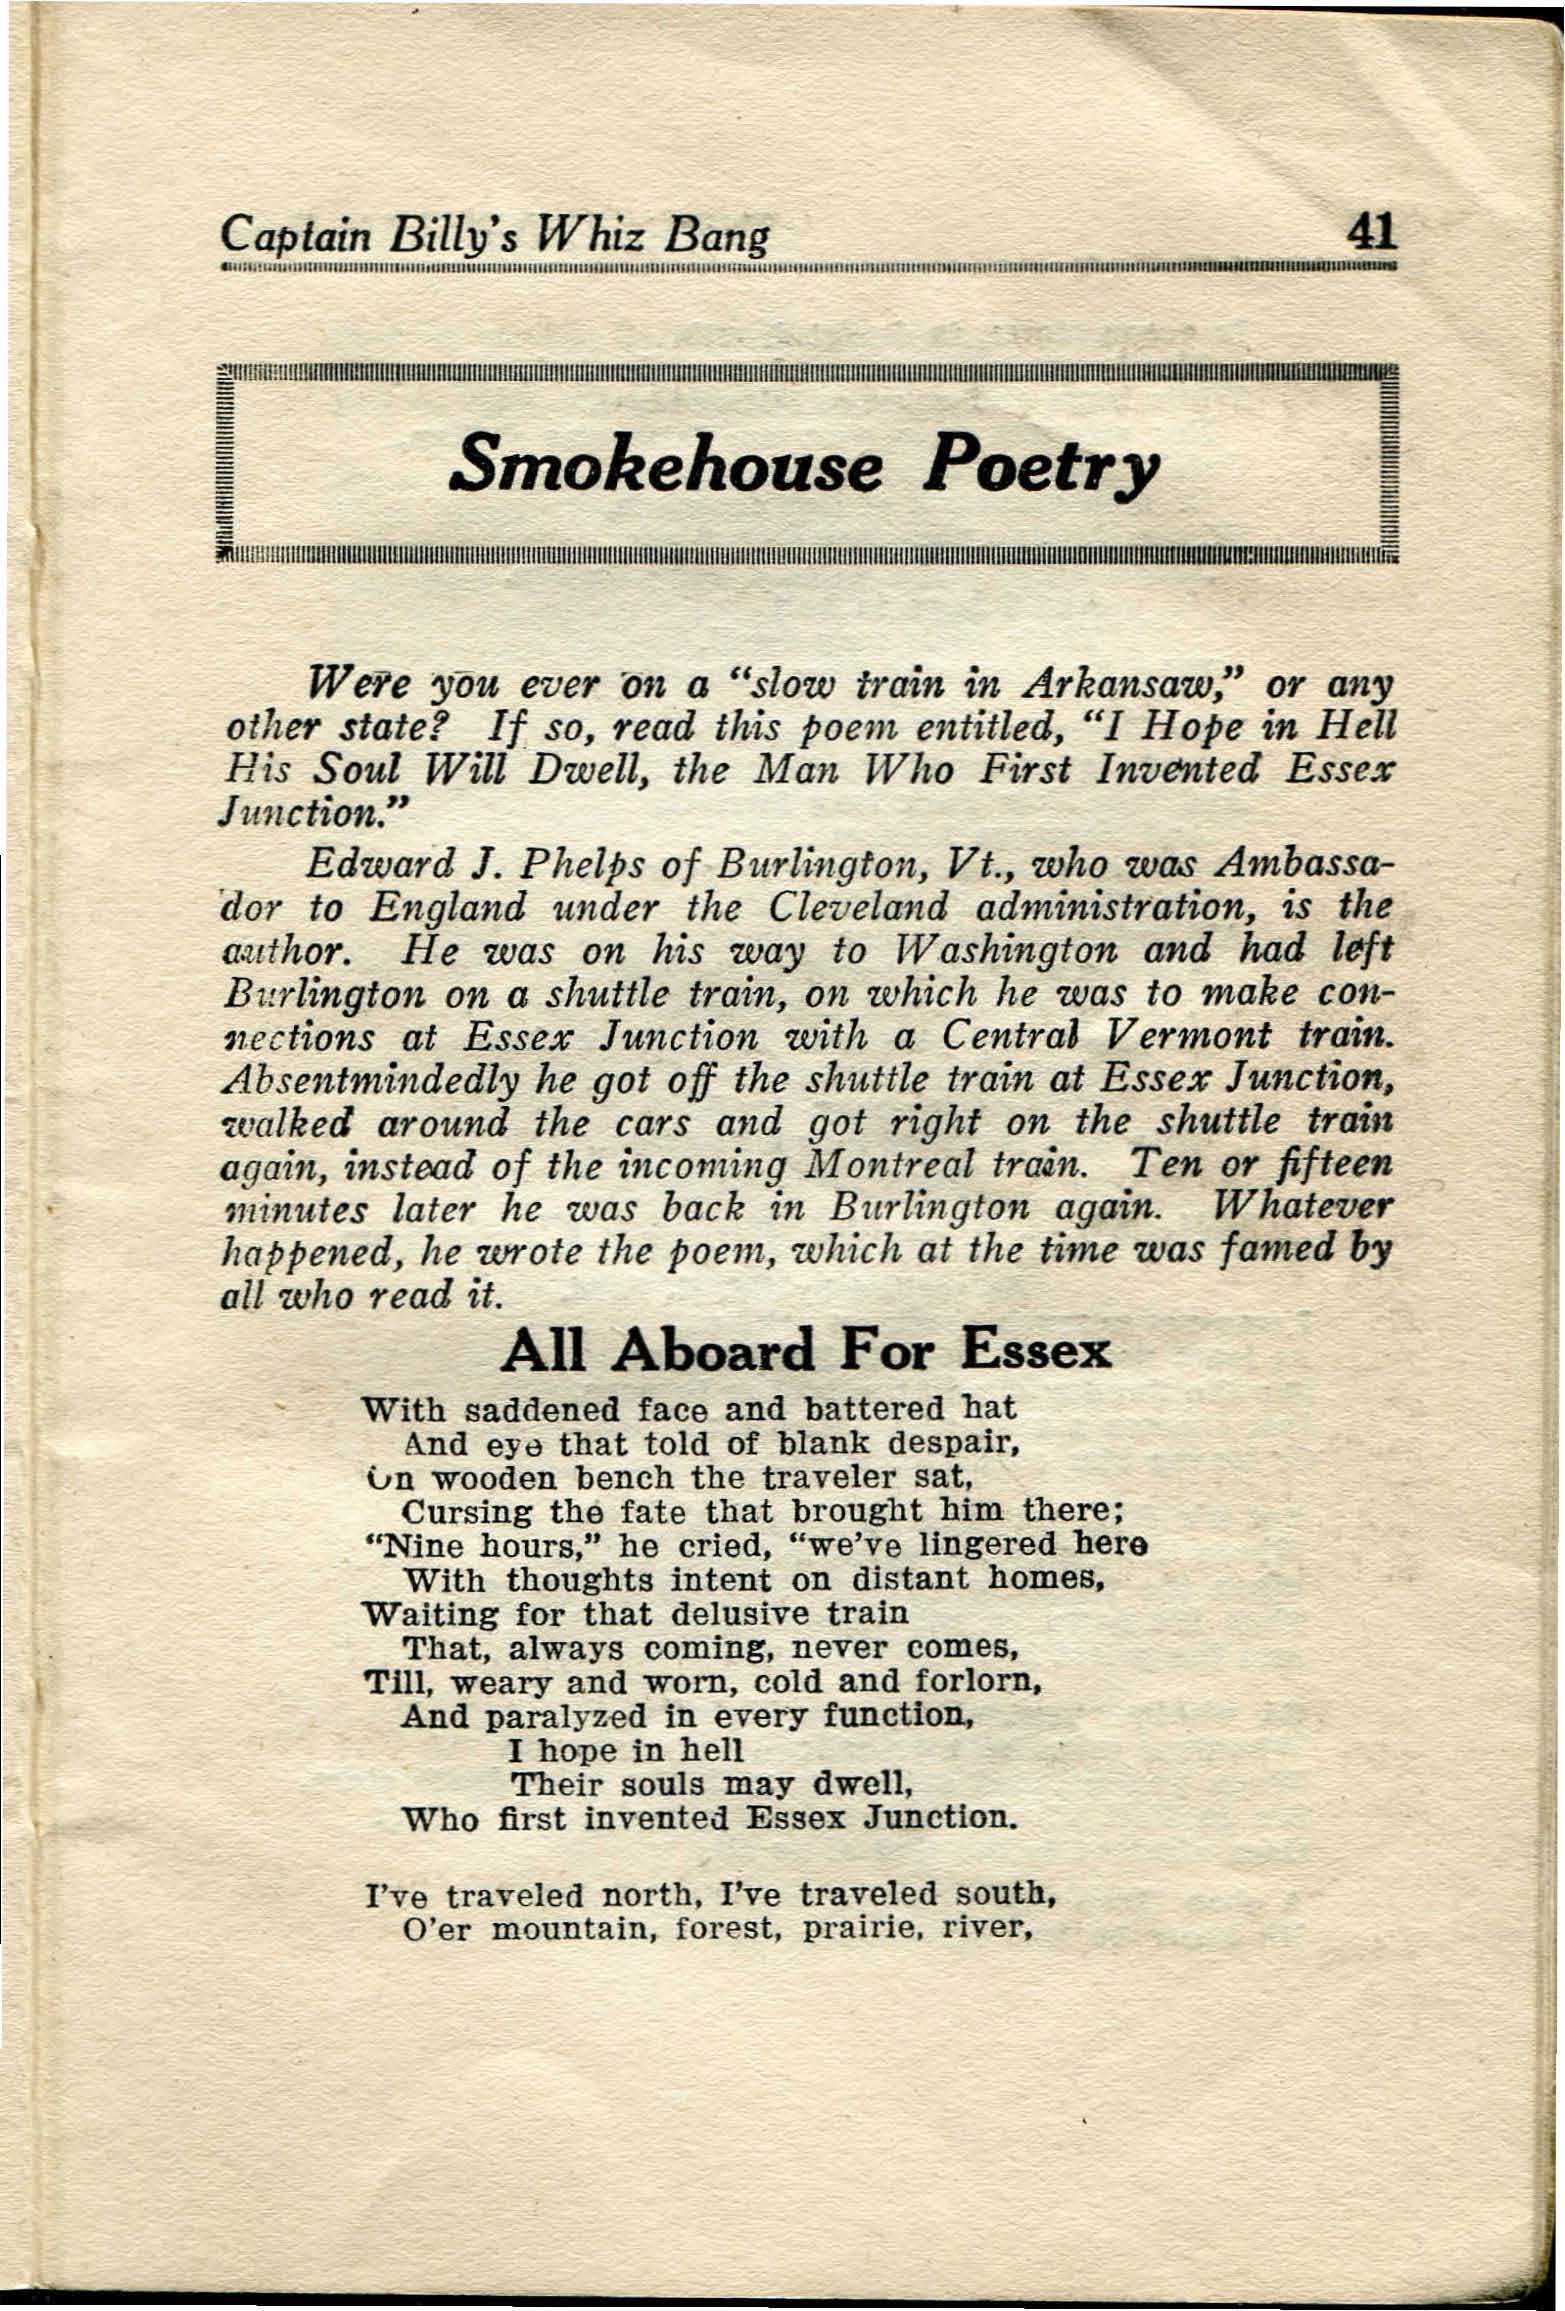 Captain Billy's Whiz Bang 41
Smokehouse Poetry
Were you ever on a “slow train in Arkansaw,” or any
other state? If so, read this poem entitled, “I Hope in Hell
His Soul Will Dwell, the Man Who First Invented Essex
Junction.”
Edward J. Phelps of Burlington, Vt., who was Ambassa-
dor to England under the Cleveland administration, is the
author. He was on his way to Washington and had left
Burlington on a shuttle train, on which he was to make con-
nections at Essex Junction with a Central Vermont train.
Absentmindedly he got off the shuttle train at Essex Junction,
walked around the cars and got right on the shuttle train
again, instead of the incoming Montreal train. Ten or fifteen
minutes later he was back in Burlington again. Whatever
happened, he wrote the poem, which at the time was famed by
all who read it.
All Aboard For Essex
With saddened face and battered hat
And eye that told of blank despair,
On wooden bench the traveler sat,
Cursing the fate that brought him there;
“Nine hours,” he cried, “we've lingered here
With thoughts intent on distant homes,
Waiting for that delusive train
That, always coming, never comes,
Till, weary and worn, cold and forlorn,
And paralyzed in every function,
I hope in hell
Their souls may dwell,
Who first invented Essex Junction.
I've traveled north, I've traveled south,
O'er mountain, forest, prairie, river,